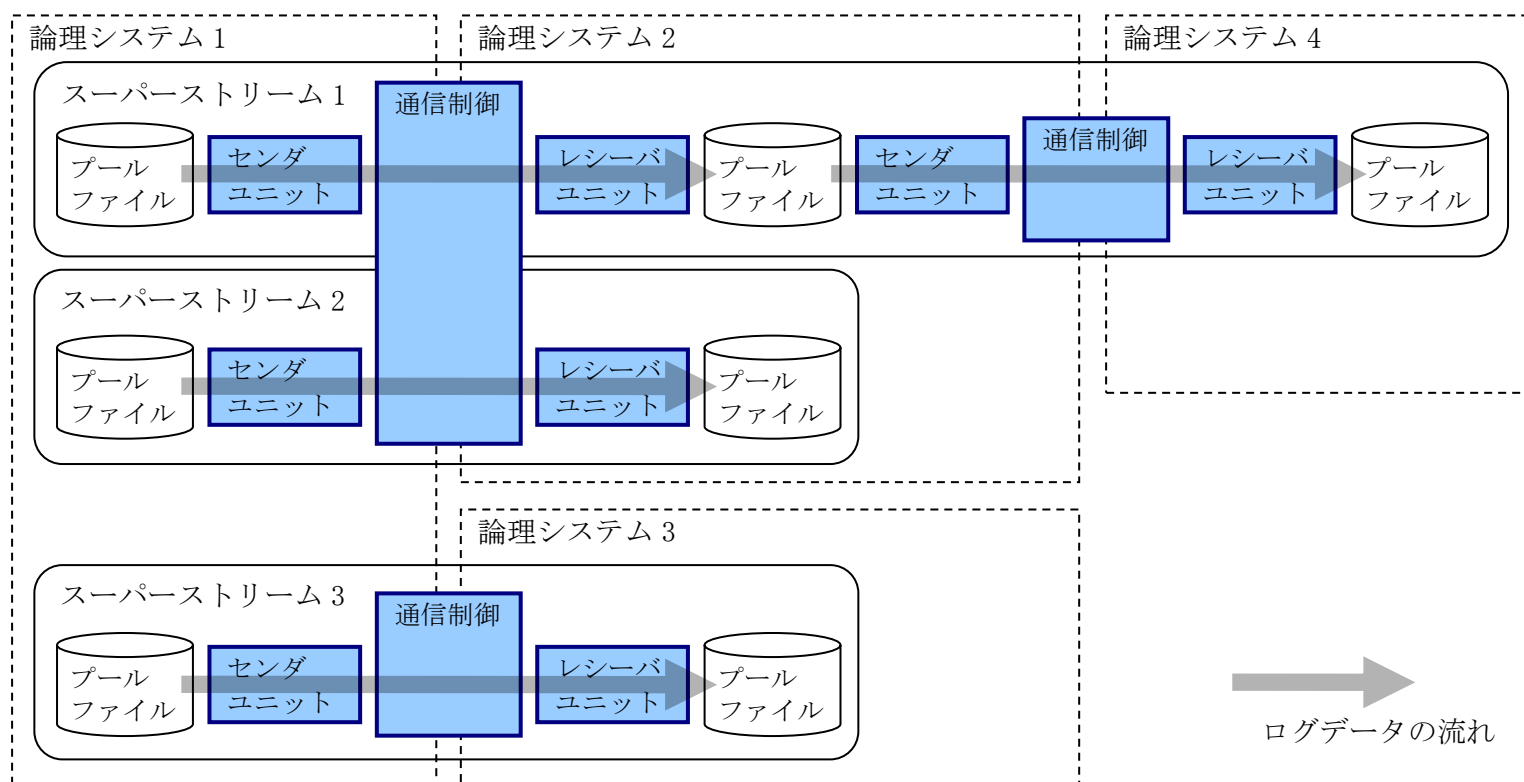 論理システム 1
論理システム 2
論理システム 4
スーパーストリーム 1
通信制御
プール
ファイル
センダ
ユニット
レシーバ
ユニット
プール
ファイル
センダ
ユニット
通信制御
レシーバ
ユニット
プール
ファイル
スーパーストリーム 2
プール
ファイル
センダ
ユニット
レシーバ
ユニット
プール
ファイル
論理システム 3
スーパーストリーム 3
通信制御
プール
ファイル
センダ
ユニット
レシーバ
ユニット
プール
ファイル
ログデータの流れ